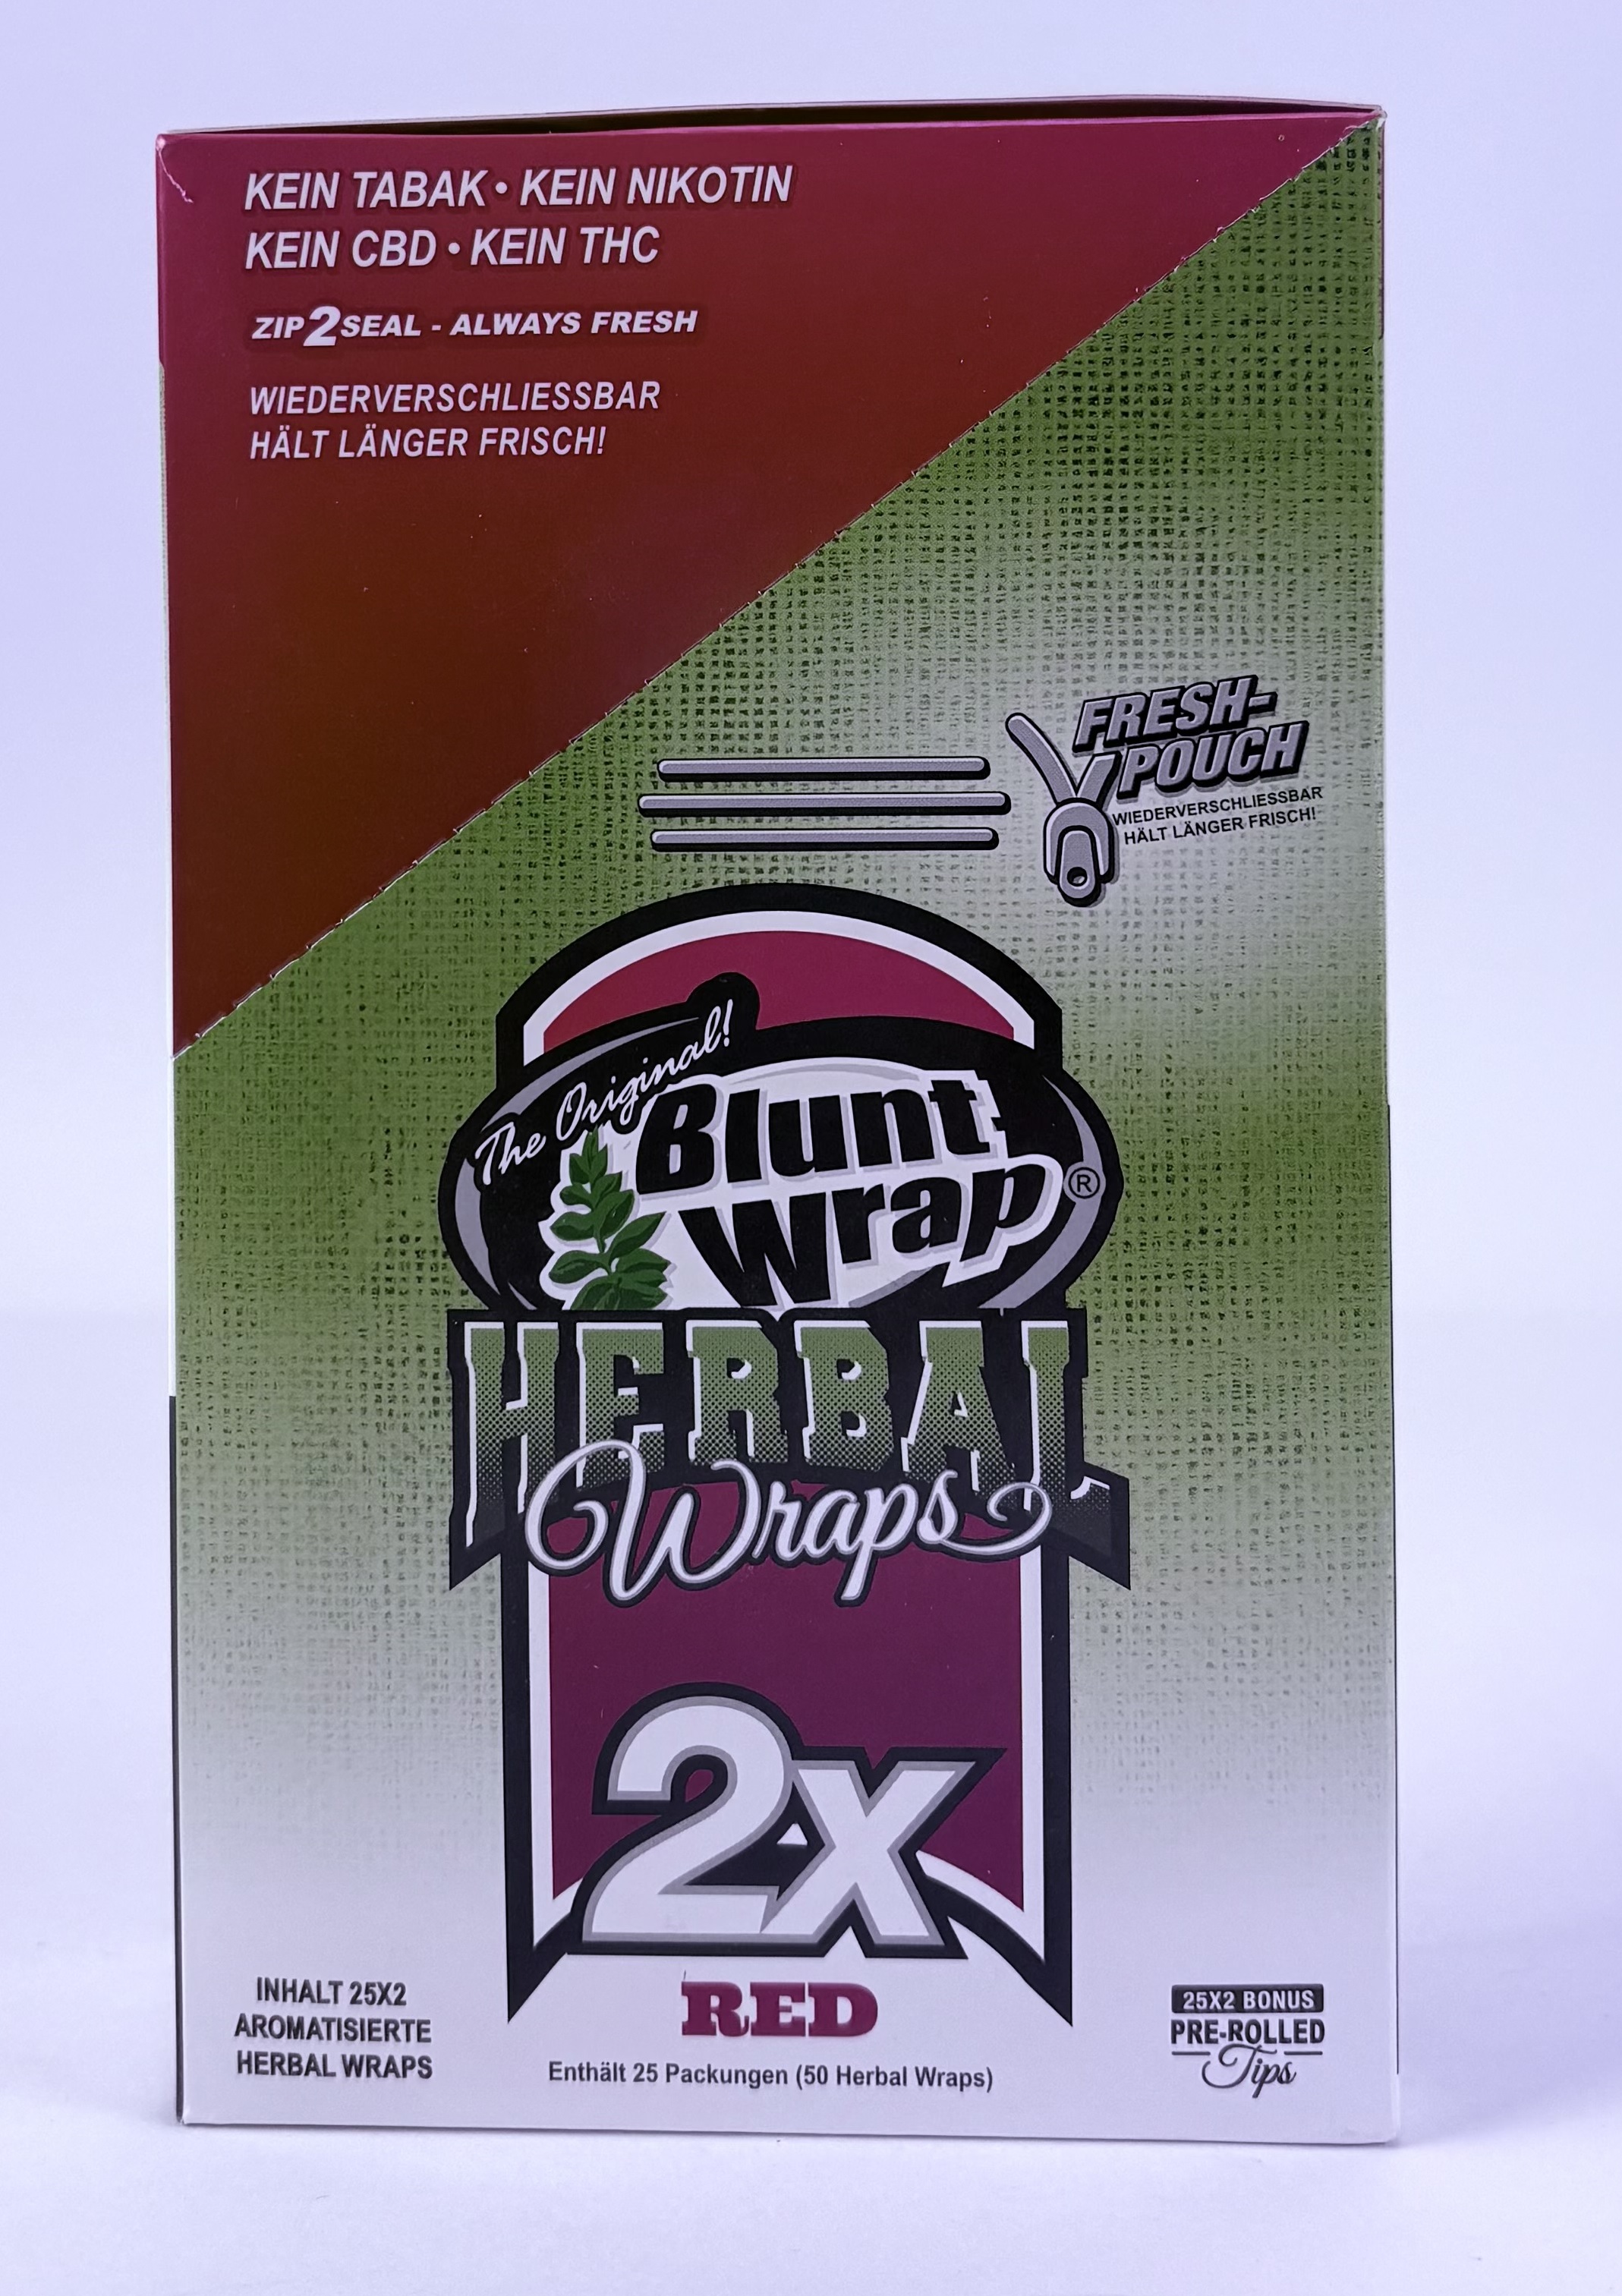 KEIN TABAK • KEIN NIKOTIN
KEIN CBD • KEIN THC
ZIP2SEAL - ALWAYS FRESH
WIEDERVERSCHLIESSBAR
HÄLT LÄNGER FRISCH!
FRESH-
POUCH
WIEDERVERSCHLIESSBAR
HÄLT LÄNGER FRISCH!
The Original!
Blunt
Wrap®
HERBAL
Wraps
2x
RED
Enthält 25 Packungen (50 Herbal Wraps)
INHALT 25X2
AROMATISIERTE
HERBAL WRAPS
25X2 BONUS
PRE-ROLLED
Tips